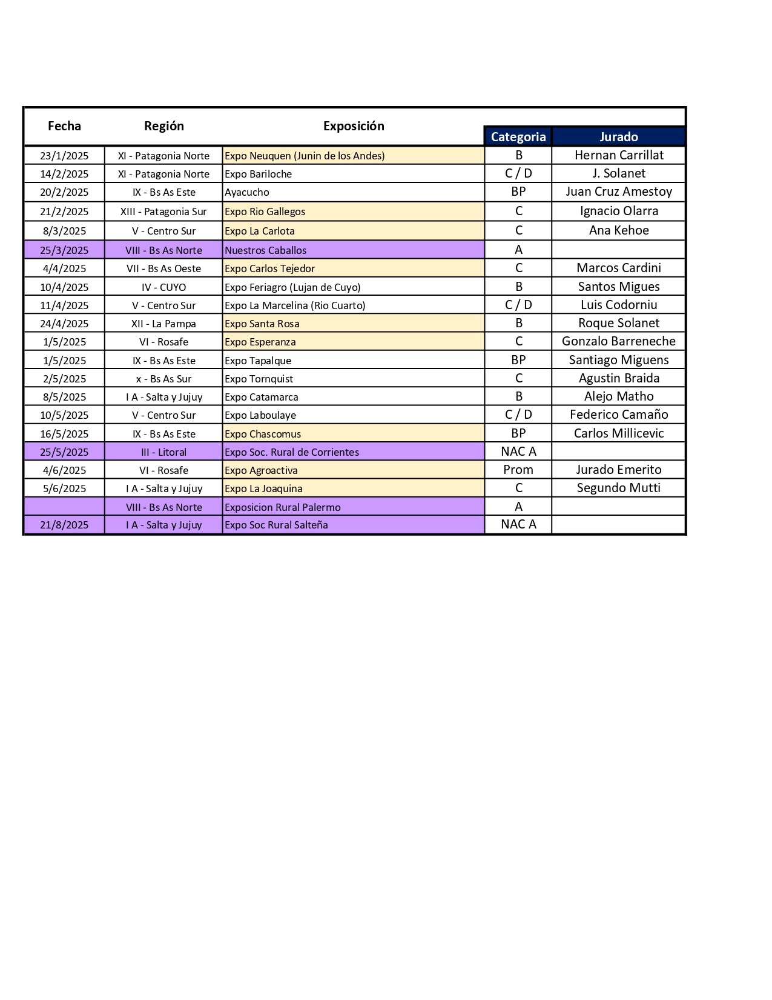 Fecha Región Exposición
Categoria Jurado
23/1/2025 XI - Patagonia Norte Expo Neuquen (Junin de los Andes) B Hernan Carrillat
14/2/2025 XI - Patagonia Norte Expo Bariloche C / D J. Solanet
20/2/2025 IX - Bs As Este Ayacucho BP Juan Cruz Amestoy
21/2/2025 XIII - Patagonia Sur Expo Rio Gallegos C Ignacio Olarra
8/3/2025 V - Centro Sur Expo La Carlota C Ana Kehoe
25/3/2025 VIII - Bs As Norte Nuestros Caballos A
4/4/2025 VII - Bs As Oeste Expo Carlos Tejedor C Marcos Cardini
10/4/2025 IV - CUYO Expo Feriagro (Lujan de Cuyo) B Santos Migues
11/4/2025 V - Centro Sur Expo La Marcelina (Rio Cuarto) C / D Luis Codorniu
24/4/2025 XII - La Pampa Expo Santa Rosa B Roque Solanet
1/5/2025 VI - Rosafe Expo Esperanza C Gonzalo Barreneche
1/5/2025 IX - Bs As Este Expo Tapalque BP Santiago Miguens
2/5/2025 x - Bs As Sur Expo Tornquist C Agustin Braida
8/5/2025 I A - Salta y Jujuy Expo Catamarca B Alejo Matho
10/5/2025 V - Centro Sur Expo Laboulaye C / D Federico Camaño
16/5/2025 IX - Bs As Este Expo Chascomus BP Carlos Millicevic
25/5/2025 III - Litoral Expo Soc. Rural de Corrientes NAC A
4/6/2025 VI - Rosafe Expo Agroactiva Prom Jurado Emerito
5/6/2025 I A - Salta y Jujuy Expo La Joaquina C Segundo Mutti
VIII - Bs As Norte Exposicion Rural Palermo A
21/8/2025 I A - Salta y Jujuy Expo Soc Rural Salteña NAC A